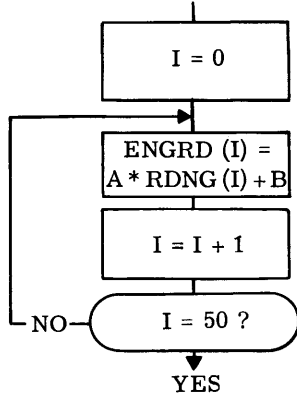 I = 0
ENGRD (I) =
A * RDNG (I) + B
I = I + 1
I = 50 ?
NO
YES